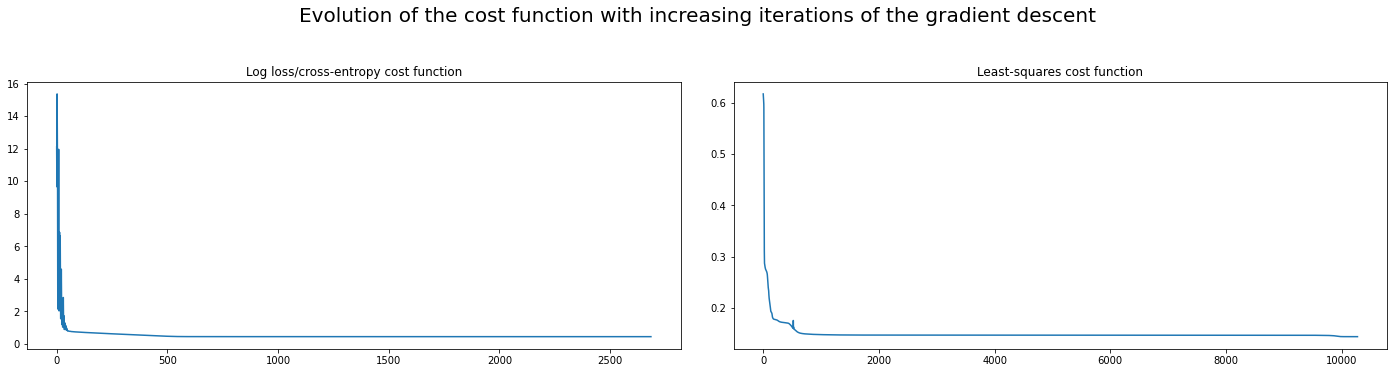 Evolution of the cost function with increasing iterations of the gradient descent
Log loss/cross-entropy cost function
16
14
12
10
8
6
4
2
0
0 500 1000 1500 2000 2500
Least-squares cost function
0.6
0.5
0.4
0.3
0.2
0 2000 4000 6000 8000 10000